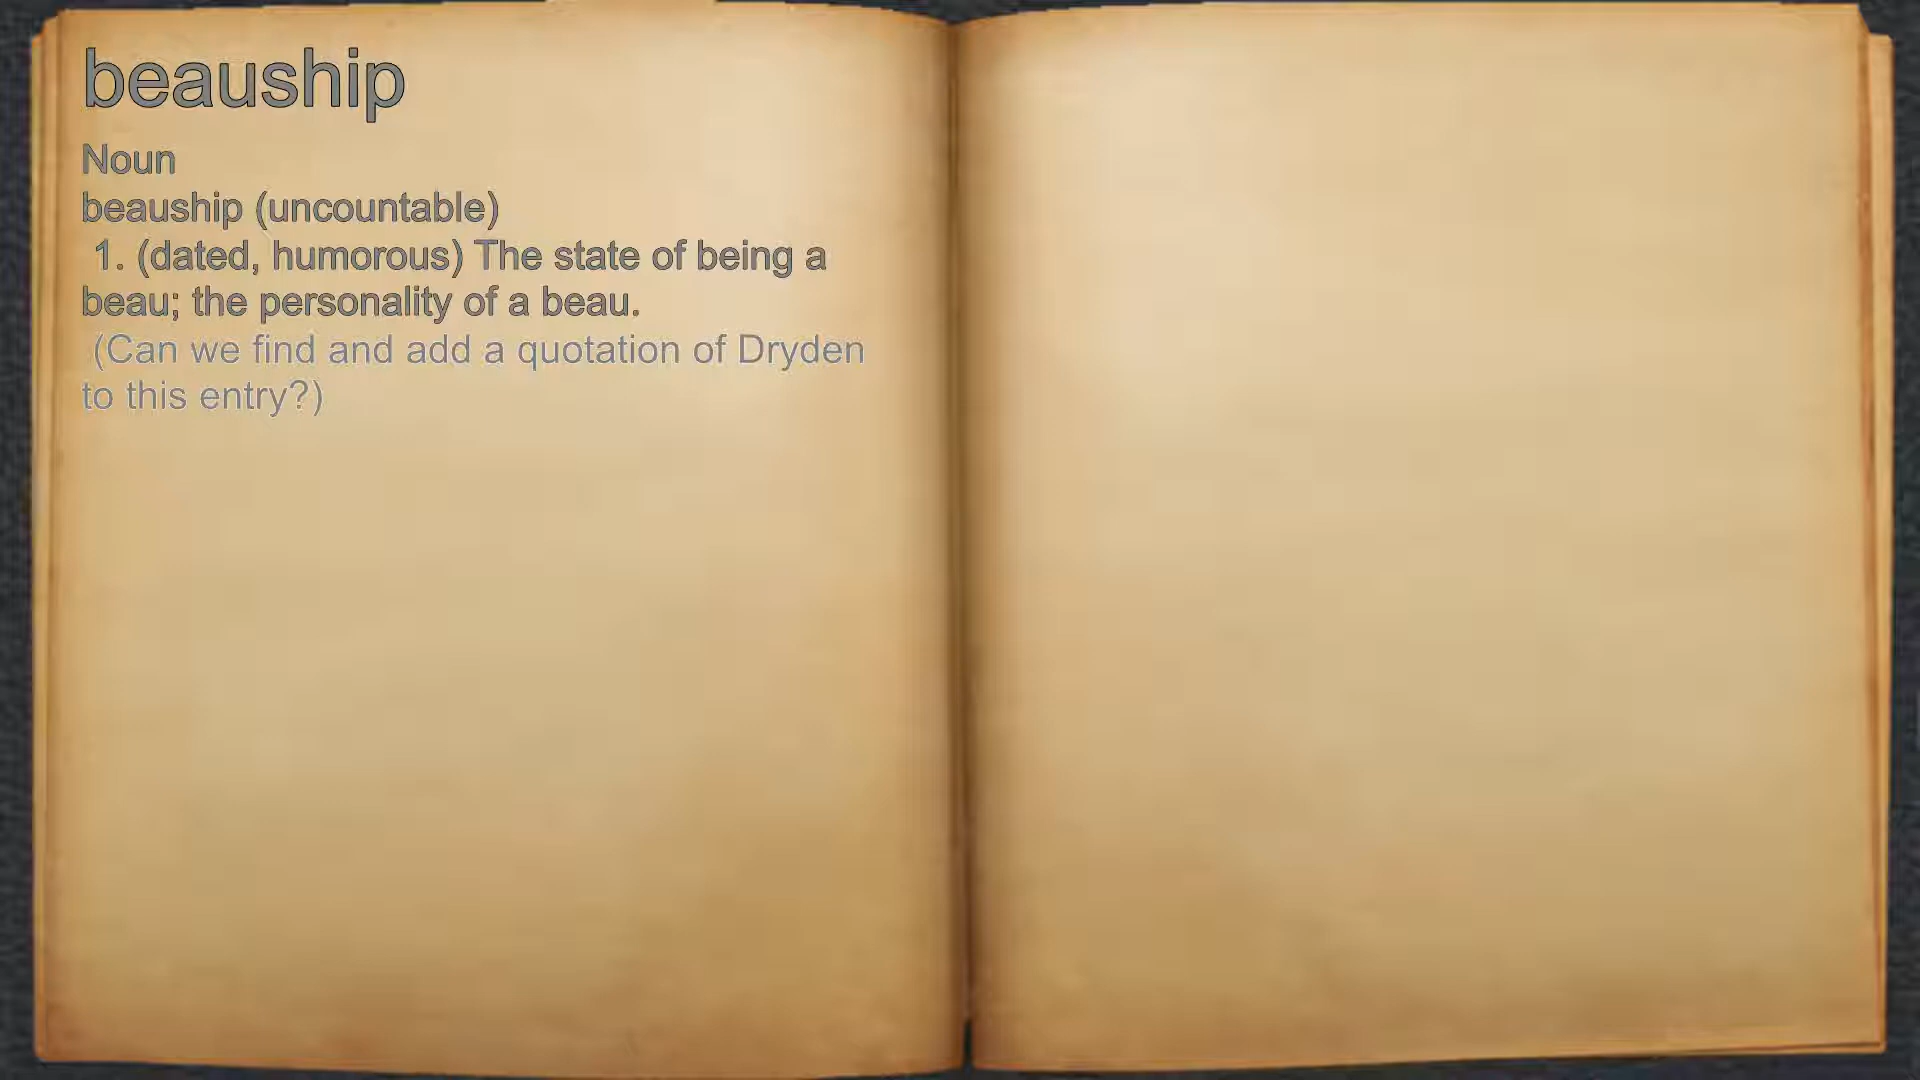 beauship
Noun
beauship (uncountable)
1. (dated, humorous) The state of being a
beau; the personality of a beau.
(Can we find and add a quotation of Dryden
to this entry?)